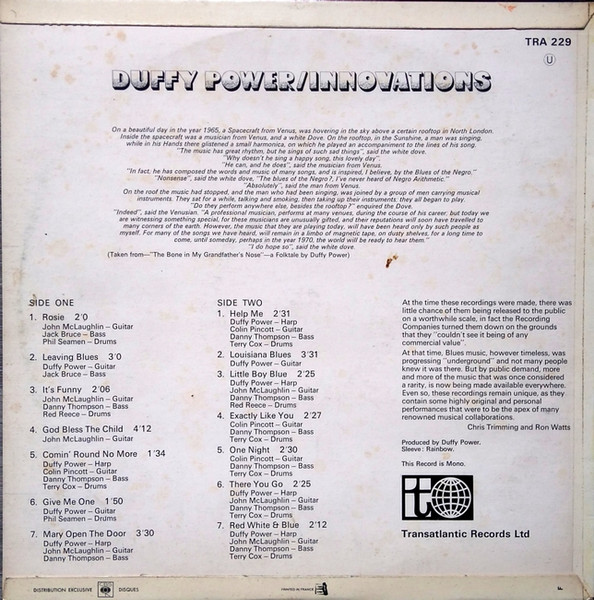 TRA 229
U
DUFFY POWER/INNOVATIONS
On a beautiful day in the year 1965, a Spacecraft from Venus, was hovering in the sky above a certain rooftop in North London.
Inside the spacecraft was a musician from Venus, and a white Dove. On the rooftop, in the Sunshine, a man was singing,
while in his Hands there glistened a small harmonica, on which he played an accompaniment to the lines of his song.
"The music has great rhythm, but he sings of such sad things", said the white dove.
"Why doesn't he sing a happy song, this lovely day".
"He can, and he does", said the musician from Venus.
"In fact, he has composed the words and music of many songs, and is inspired, I believe, by the Blues of the Negro."
"Nonsense", said the white dove, "The blues of the Negro?, I've never heard of Negro Arithmetic."
"Absolutely", said the man from Venus.
On the roof the music had stopped, and the man who had been singing, was joined by a group of men carrying musical
instruments. They sat for a while, talking and smoking, then taking up their instruments, they all began to play.
"Do they perform anywhere else, besides the rooftop?" enquired the Dove.
"Indeed", said the Venusian. "A professional musician, performs at many venues, during the course of his career, but today we
are witnessing something special, for these musicians are unusually gifted, and their reputations will soon have travelled to
many corners of the earth. However, the music that they are playing today, will have been heard only by such people as
myself. For many of the songs we have heard, will remain in a limbo of magnetic tape, on dusty shelves, for a long time to
come, until someday, perhaps in the year 1970, the world will be ready to hear them."
"I do hope so", said the white dove.
(Taken from—"The Bone in My Grandfather's Nose"—a Folktale by Duffy Power)
SIDE ONE
1. Rosie 2'0
John McLaughlin – Guitar
Jack Bruce – Bass
Phil Seamen – Drums
2. Leaving Blues 3'0
Duffy Power – Guitar
Jack Bruce – Bass
3. It's Funny 2'06
John McLaughlin – Guitar
Danny Thompson – Bass
Red Reece – Drums
4. God Bless The Child 4'12
John McLaughlin – Guitar
5. Comin' Round No More 1'34
Duffy Power – Harp
Colin Pincott – Guitar
Danny Thompson – Bass
Terry Cox – Drums
6. Give Me One 1'50
Duffy Power – Guitar
Phil Seamen – Drums
7. Mary Open The Door 3'30
Duffy Power – Harp
John McLaughlin – Guitar
Danny Thompson – Bass
SIDE TWO
1. Help Me 2'31
Duffy Power – Harp
Colin Pincott – Guitar
Danny Thompson – Bass
Terry Cox – Drums
2. Louisiana Blues 3'31
Duffy Power – Guitar
3. Little Boy Blue 2'25
Duffy Power – Harp
John McLaughlin – Guitar
Danny Thompson – Bass
Red Reece – Drums
4. Exactly Like You 2'27
John McLaughlin – Guitar
Danny Thompson – Bass
Terry Cox – Drums
5. One Night 2'30
John McLaughlin – Guitar
Danny Thompson – Bass
Terry Cox – Drums
6. There You Go 2'25
Duffy Power – Harp
John McLaughlin – Guitar
Danny Thompson – Bass
Terry Cox – Drums
7. Red White & Blue 2'12
Duffy Power – Harp
John McLaughlin – Guitar
Danny Thompson – Bass
Terry Cox – Drums
At the time these recordings were made, there was
little chance of them being released to the public
on a worthwhile scale, in fact the Recording
Companies turned them down on the grounds
that they "couldn't see it being of any
commercial value".
At that time, Blues music, however timeless, was
progressing "underground" and not many people
knew it was there. But by public demand, more
and more of the music that was once considered
a rarity, is now being made available everywhere.
Even so, these recordings remain unique, as they
contain some highly original and personal
performances that were to be the apex of many
renowned musical collaborations.
Chris Trimming and Ron Watts
Produced by Duffy Power.
Sleeve : Rainbow.
This Record is Mono.
Transatlantic Records Ltd
DISTRIBUTION EXCLUSIVE CBS DISQUES
PRINTED IN FRANCE